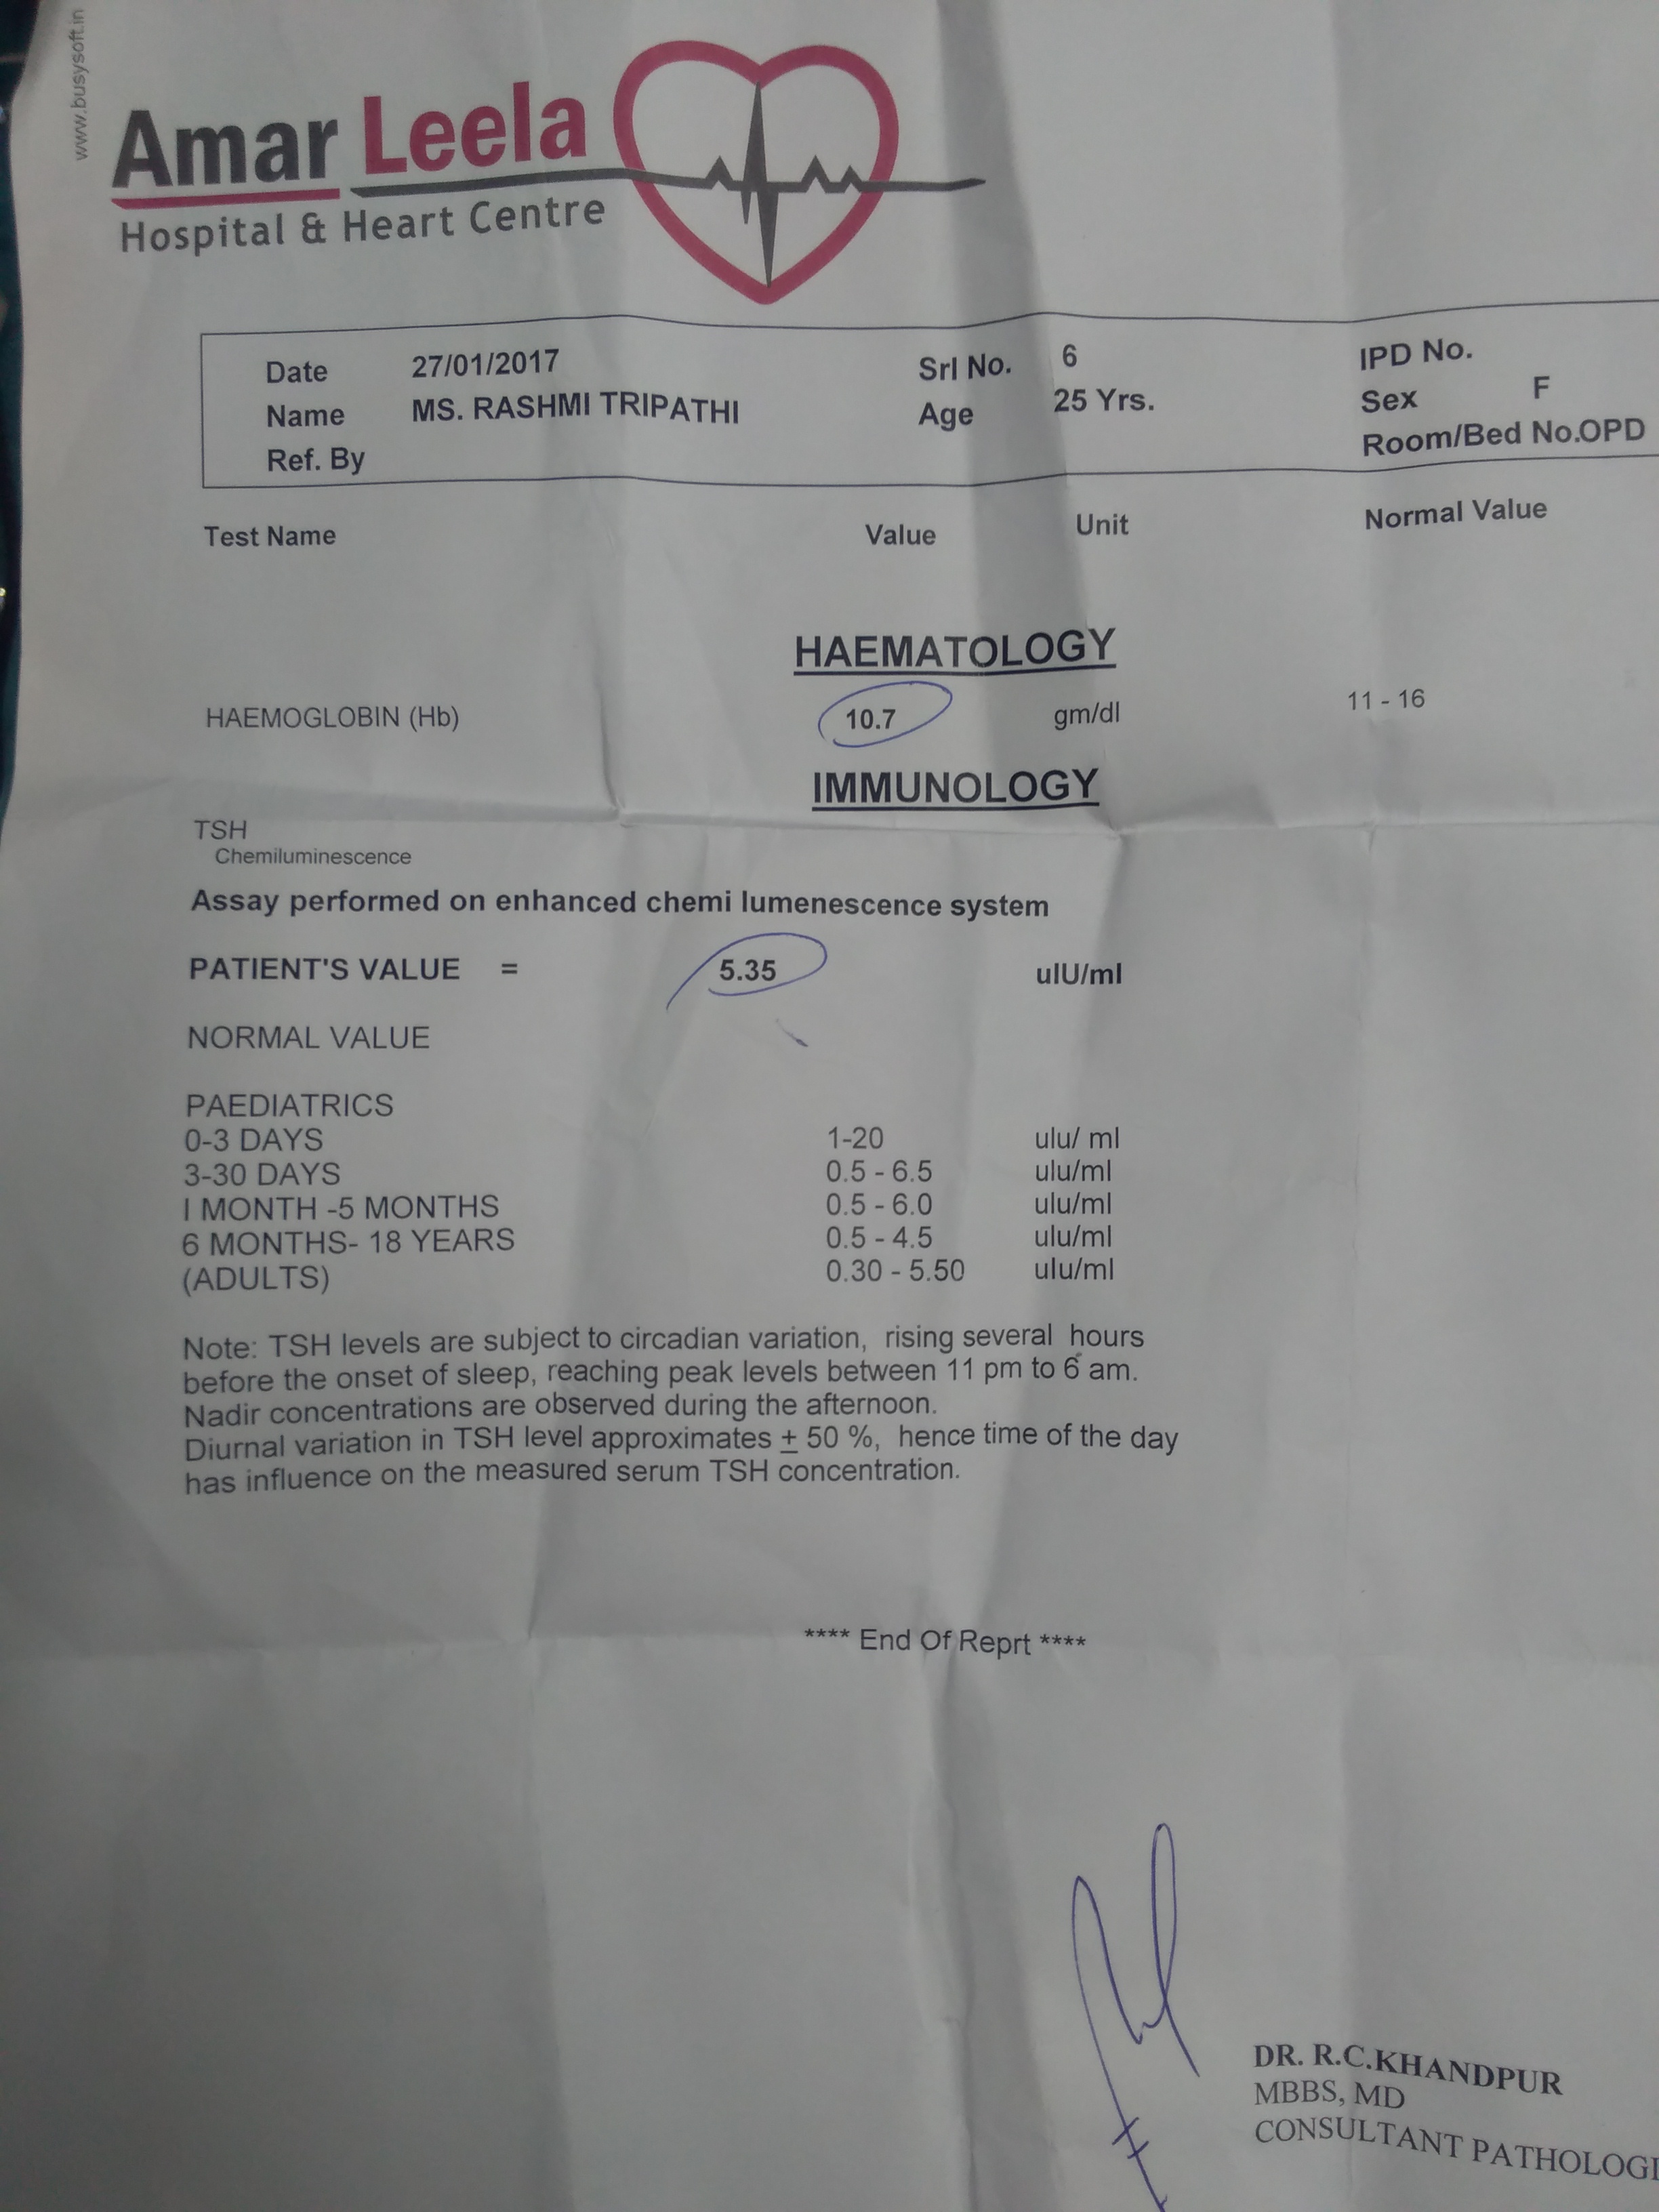 www.busysoft.in
Amar Leela
Hospital & Heart Centre
Date 27/01/2017 Srl No. 6 IPD No.
Name MS. RASHMI TRIPATHI Age 25 Yrs. Sex F
Ref. By Room/Bed No.OPD
Test Name Value Unit Normal Value
HAEMATOLOGY
HAEMOGLOBIN (Hb) 10.7 gm/dl 11 - 16
IMMUNOLOGY
TSH
Chemiluminescence
Assay performed on enhanced chemi lumenescence system
PATIENT'S VALUE = 5.35 uIU/ml
NORMAL VALUE
PAEDIATRICS
0-3 DAYS 1-20 ulu/ ml
3-30 DAYS 0.5 - 6.5 ulu/ml
I MONTH -5 MONTHS 0.5 - 6.0 ulu/ml
6 MONTHS- 18 YEARS 0.5 - 4.5 ulu/ml
(ADULTS) 0.30 - 5.50 ulu/ml
Note: TSH levels are subject to circadian variation, rising several hours
before the onset of sleep, reaching peak levels between 11 pm to 6 am.
Nadir concentrations are observed during the afternoon.
Diurnal variation in TSH level approximates ± 50 %, hence time of the day
has influence on the measured serum TSH concentration.
**** End Of Reprt ****
DR. R.C.KHANDPUR
MBBS, MD
CONSULTANT PATHOLOGI